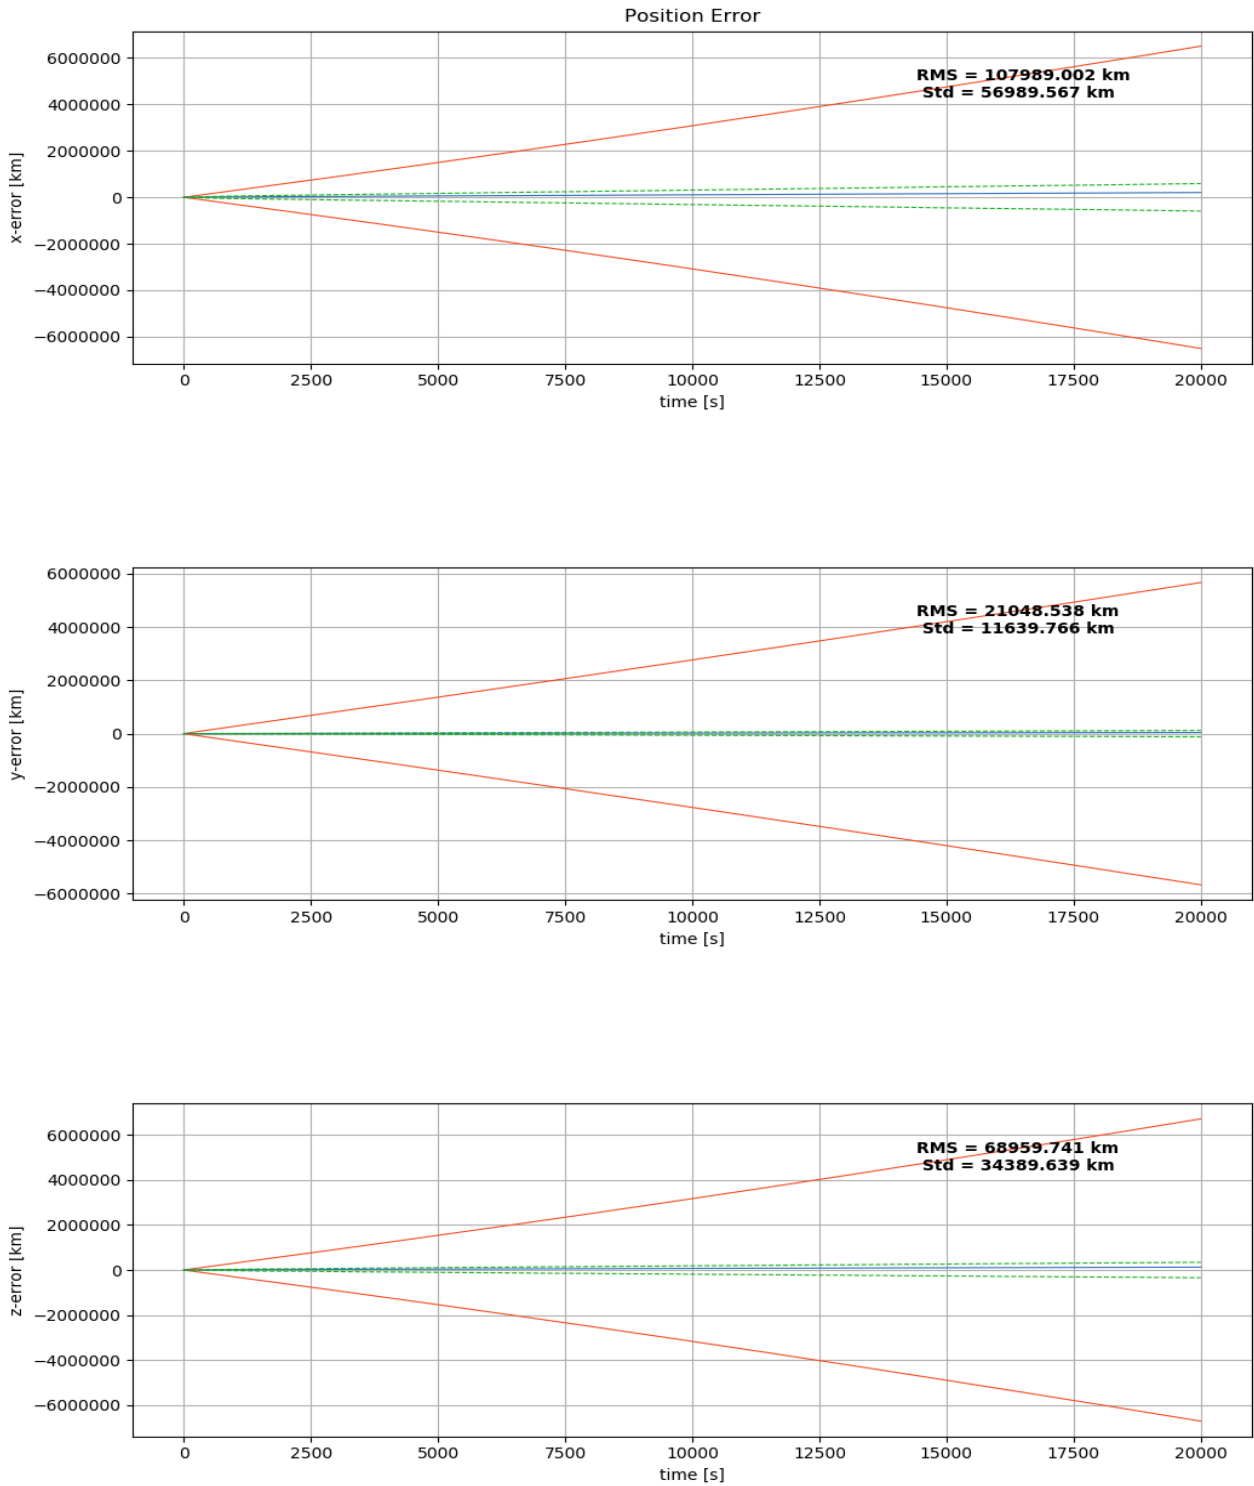 Position Error
6000000
4000000
2000000
0
−2000000
−4000000
−6000000
x-error [km]
RMS = 107989.002 km
Std = 56989.567 km
0 2500 5000 7500 10000 12500 15000 17500 20000
time [s]
6000000
4000000
2000000
0
−2000000
−4000000
−6000000
y-error [km]
RMS = 21048.538 km
Std = 11639.766 km
0 2500 5000 7500 10000 12500 15000 17500 20000
time [s]
6000000
4000000
2000000
0
−2000000
−4000000
−6000000
z-error [km]
RMS = 68959.741 km
Std = 34389.639 km
0 2500 5000 7500 10000 12500 15000 17500 20000
time [s]